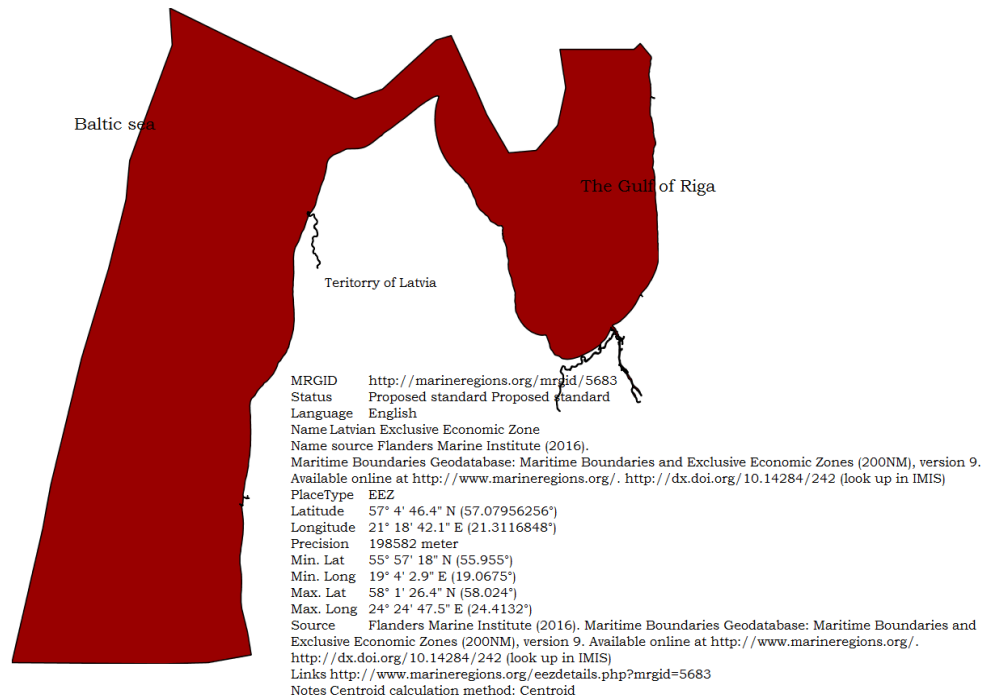 Baltic sea
The Gulf of Riga
Teritorry of Latvia
MRGID http://marineregions.org/mrgid/5683
Status Proposed standard Proposed standard
Language English
Name Latvian Exclusive Economic Zone
Name source Flanders Marine Institute (2016).
Maritime Boundaries Geodatabase: Maritime Boundaries and Exclusive Economic Zones (200NM), version 9.
Available online at http://www.marineregions.org/. http://dx.doi.org/10.14284/242 (look up in IMIS)
PlaceType EEZ
Latitude 57° 4' 46.4" N (57.07956256°)
Longitude 21° 18' 42.1" E (21.3116848°)
Precision 198582 meter
Min. Lat 55° 57' 18" N (55.955°)
Min. Long 19° 4' 2.9" E (19.0675°)
Max. Lat 58° 1' 26.4" N (58.024°)
Max. Long 24° 24' 47.5" E (24.4132°)
Source Flanders Marine Institute (2016). Maritime Boundaries Geodatabase: Maritime Boundaries and
Exclusive Economic Zones (200NM), version 9. Available online at http://www.marineregions.org/.
http://dx.doi.org/10.14284/242 (look up in IMIS)
Links http://www.marineregions.org/eezdetails.php?mrgid=5683
Notes Centroid calculation method: Centroid